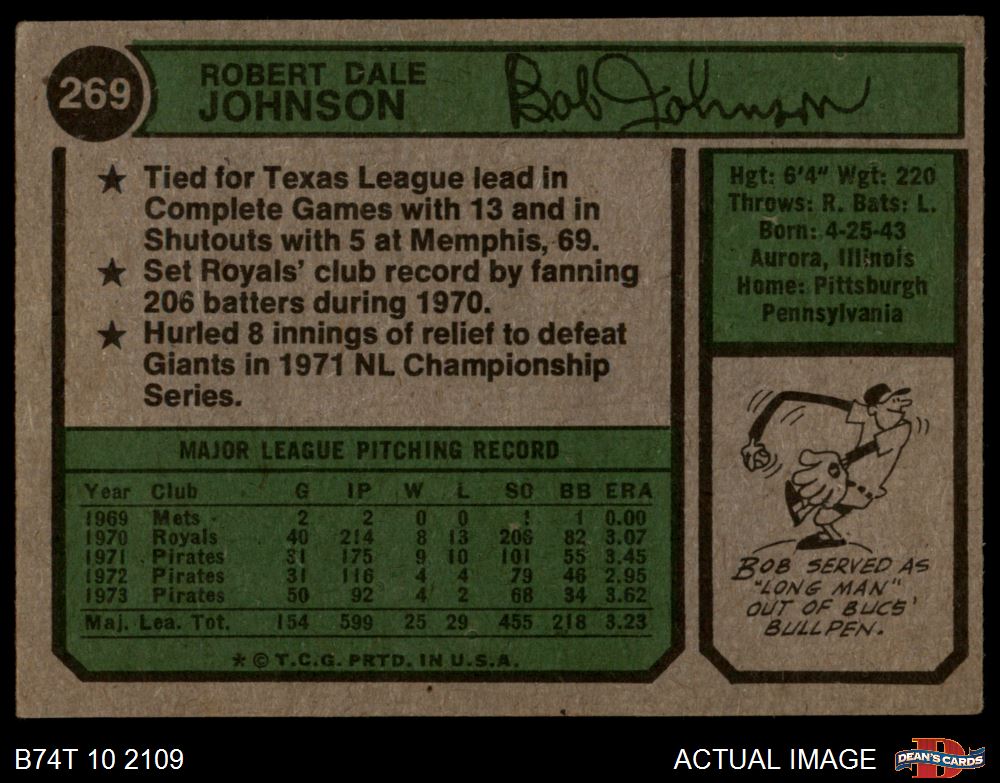 269
ROBERT DALE
JOHNSON
Bob Johnson
★ Tied for Texas League lead in
Complete Games with 13 and in
Shutouts with 5 at Memphis, 69.
★ Set Royals' club record by fanning
206 batters during 1970.
★ Hurled 8 innings of relief to defeat
Giants in 1971 NL Championship
Series.
Hgt: 6'4" Wgt: 220
Throws: R. Bats: L.
Born: 4-25-43
Aurora, Illinois
Home: Pittsburgh
Pennsylvania
MAJOR LEAGUE PITCHING RECORD
Year Club G IP W L SO BB ERA
1969 Mets 2 2 0 0 1 1 0.00
1970 Royals 40 214 8 13 206 82 3.07
1971 Pirates 31 175 9 10 101 55 3.45
1972 Pirates 31 116 4 4 79 46 2.95
1973 Pirates 50 92 4 2 68 34 3.62
Maj. Lea. Tot. 154 599 25 29 455 218 3.23
* © T.C.G. PRTD. IN U.S.A.
BOB SERVED AS
"LONG MAN"
OUT OF BUCS'
BULLPEN.
B74T 10 2109
ACTUAL IMAGE
DEAN'S CARDS